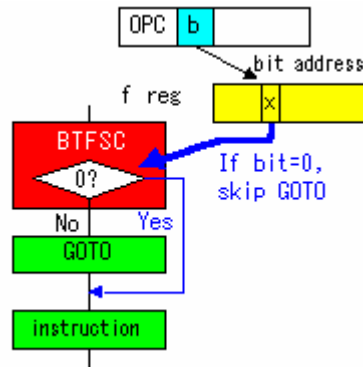 OPC b
bit address
f reg
x
BTFSC
0?
If bit=0,
skip GOTO
No Yes
GOTO
instruction